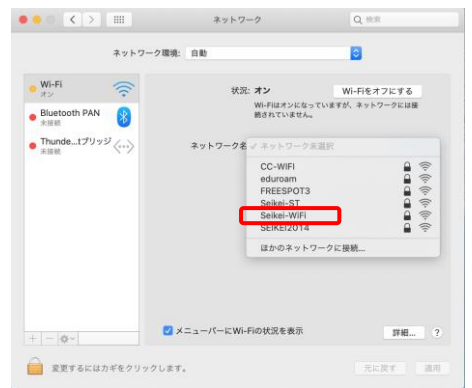 ネットワーク
検索
ネットワーク環境: 自動
Wi-Fi
オン
Bluetooth PAN
未接続
Thunde...tブリッジ
未接続
状況: オン
Wi-Fiをオフにする
Wi-Fiはオンになっていますが、ネットワークには接
続されていません。
ネットワーク名
✓ ネットワーク未選択
CC-WIFI
eduroam
FREESPOT3
Seikei-ST
Seikei-WiFi
SEIKEI2014
ほかのネットワークに接続...
メニューバーにWi-Fiの状況を表示
詳細...
?
変更するにはカギをクリックします。
元に戻す
適用